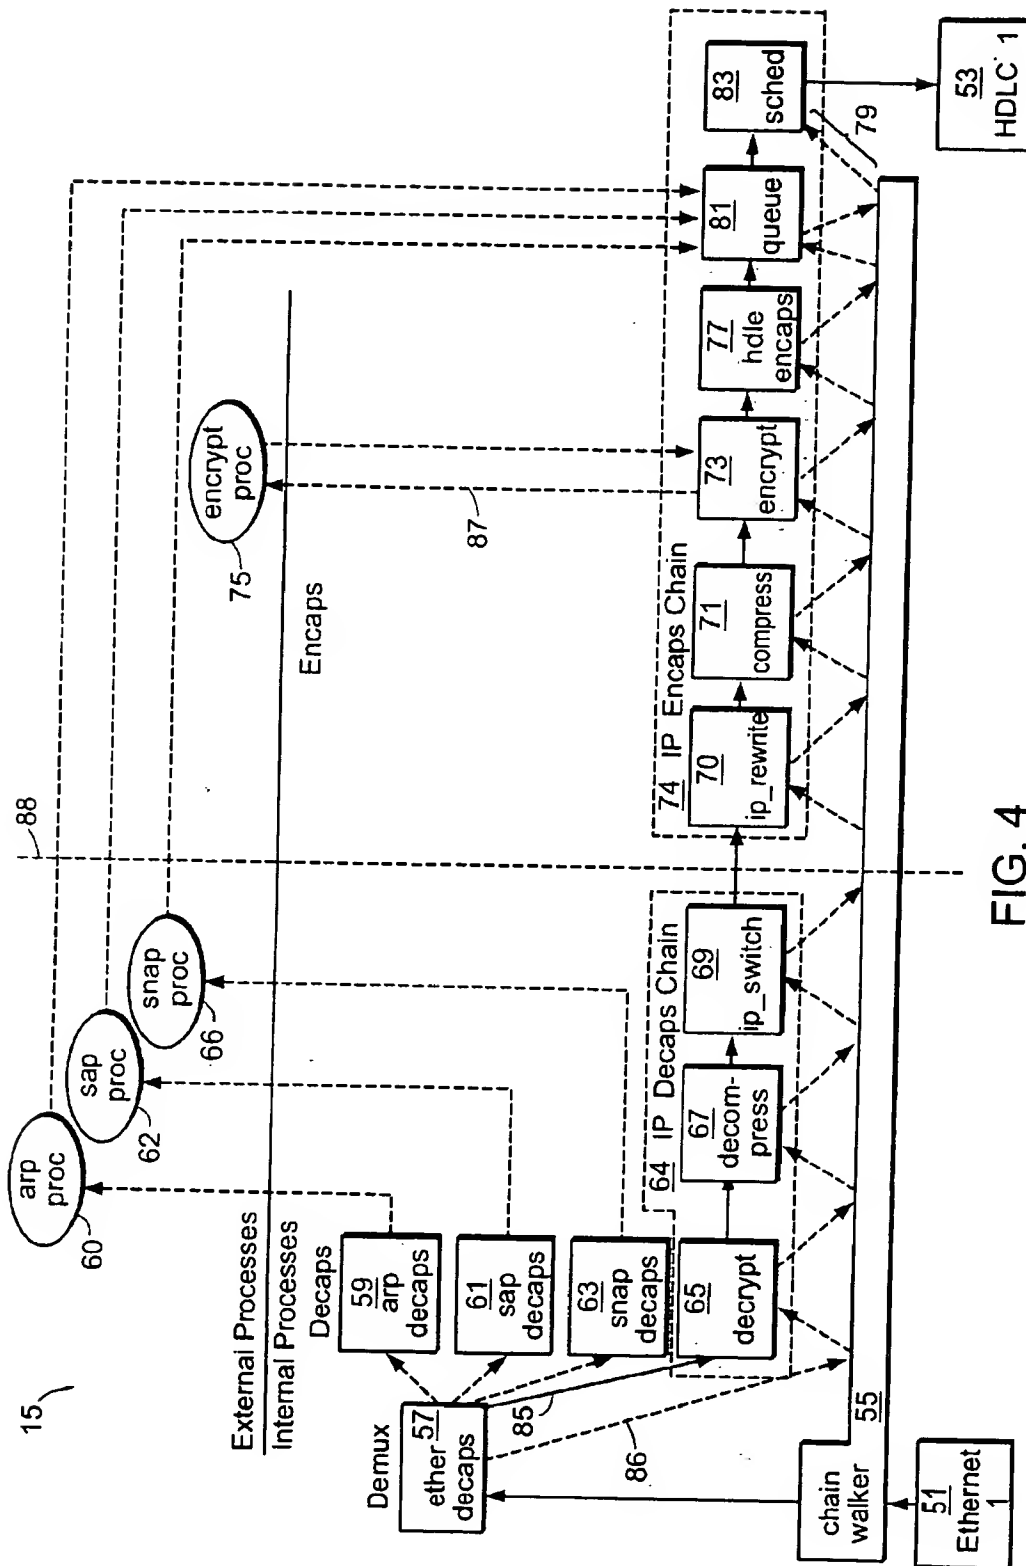 15
88
arp
proc
60
sap
proc
62
snap
proc
66
encrypt
proc
75
External Processes
Internal Processes
Decaps
Encaps
Demux
57
ether
decaps
59
arp
decaps
61
sap
decaps
63
snap decaps
65
decrypt
85
86
87
64 IP Decaps Chain
67
decom-
press
69
ip_switch
74 IP Encaps Chain
70
ip_rewrite
71
compress
73
encrypt
77
hdle
encaps
81
queue
83
sched
79
chain
walker
55
51
Ethernet
1
53
HDLC 1
FIG. 4